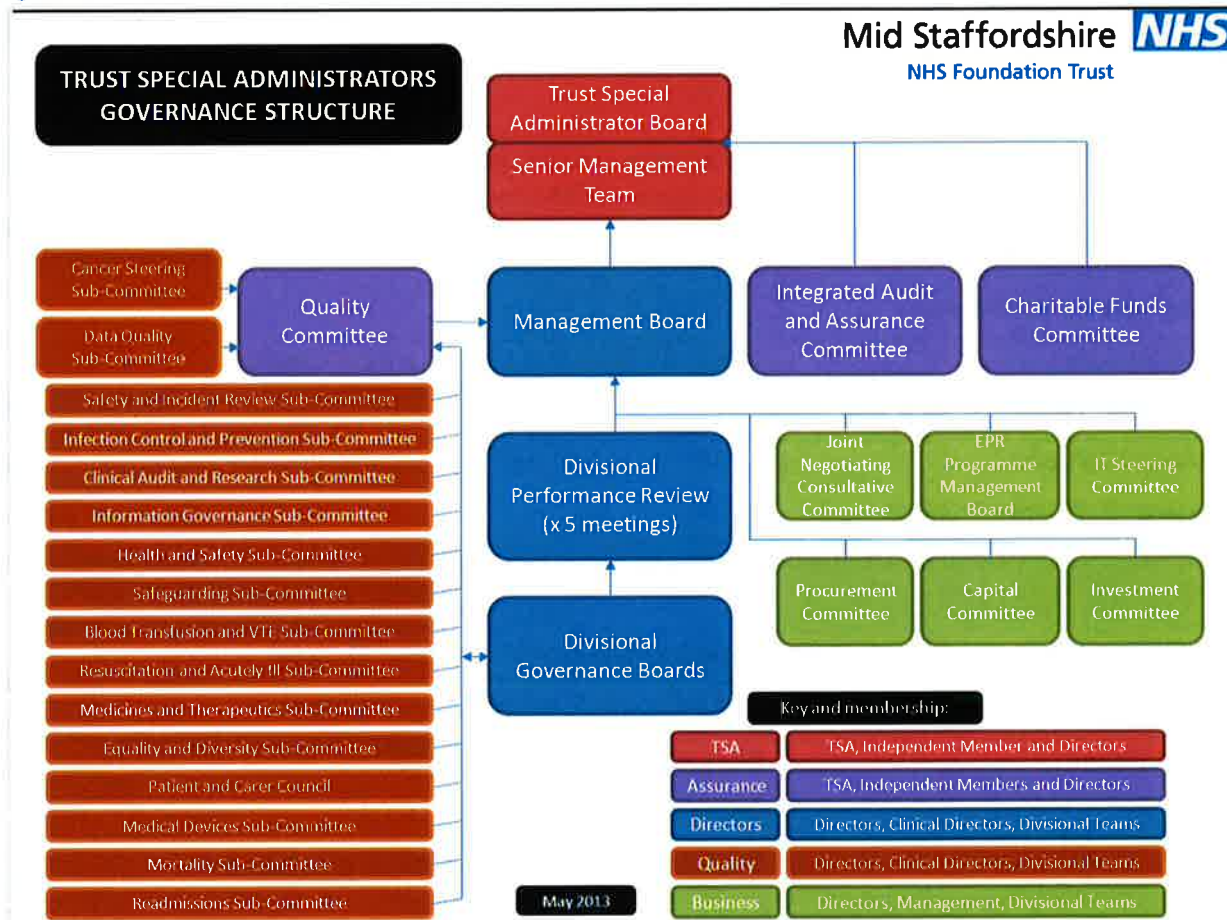 Mid Staffordshire NHS
NHS Foundation Trust
TRUST SPECIAL ADMINISTRATORS
GOVERNANCE STRUCTURE
Trust Special
Administrator Board
Senior Management
Team
Cancer Steering
Sub-Committee
Data Quality
Sub-Committee
Quality
Committee
Management Board
Integrated Audit
and Assurance
Committee
Charitable Funds
Committee
Safety and Incident Review Sub-Committee
Infection Control and Prevention Sub-Committee
Clinical Audit and Research Sub-Committee
Information Governance Sub-Committee
Health and Safety Sub-Committee
Safeguarding Sub-Committee
Blood Transfusion and VTE Sub-Committee
Resuscitation and Acutely Ill Sub-Committee
Medicines and Therapeutics Sub-Committee
Equality and Diversity Sub-Committee
Patient and Carer Council
Medical Devices Sub-Committee
Mortality Sub-Committee
Readmissions Sub-Committee
Divisional
Performance Review
(x 5 meetings)
Divisional
Governance Boards
Joint
Negotiating
Consultative
Committee
EPR
Programme
Management
Board
IT Steering
Committee
Procurement
Committee
Capital
Committee
Investment
Committee
Key and membership:
TSA TSA, Independent Member and Directors
Assurance TSA, Independent Members and Directors
Directors Directors, Clinical Directors, Divisional Teams
Quality Directors, Clinical Directors, Divisional Teams
Business Directors, Management, Divisional Teams
May 2013